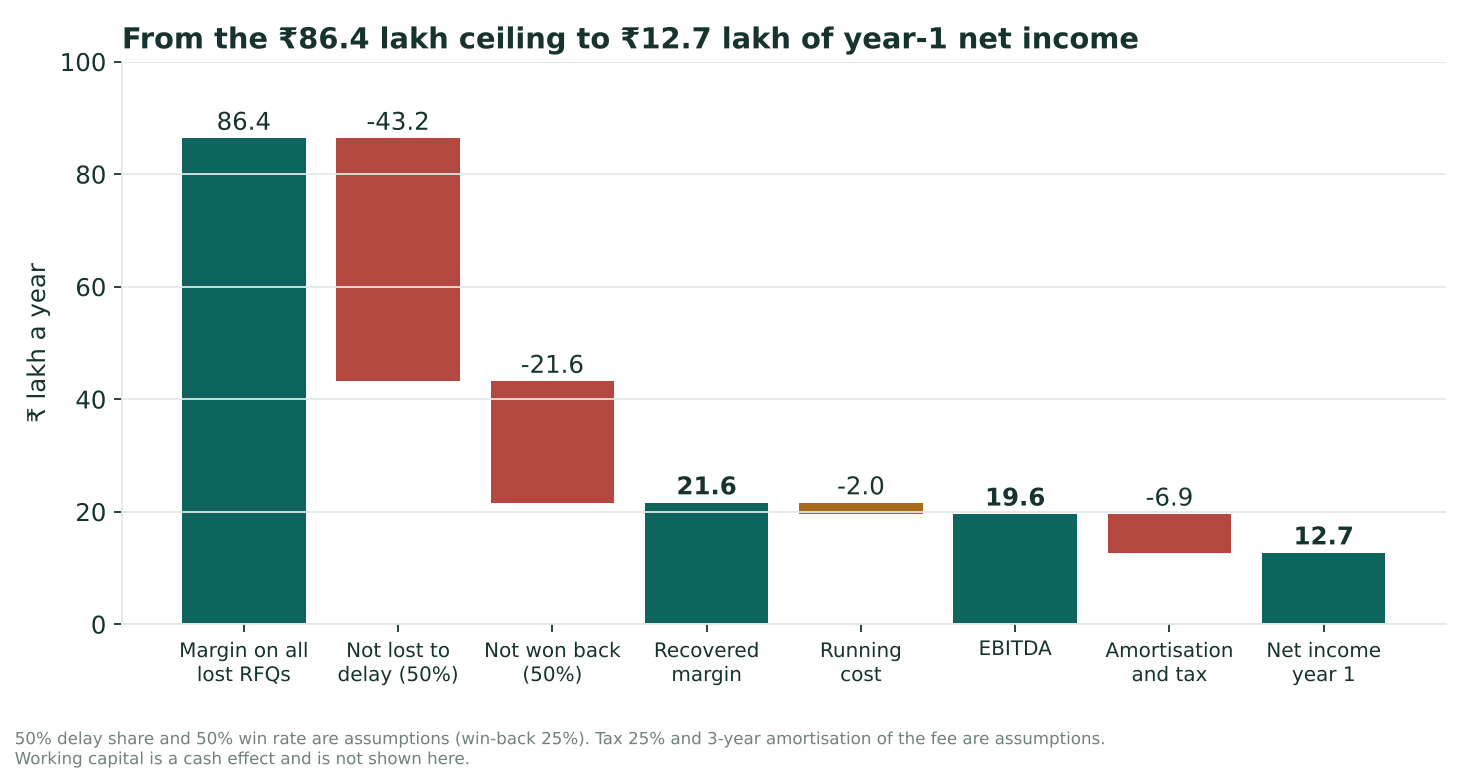 From the ₹86.4 lakh ceiling to ₹12.7 lakh of year-1 net income
₹ lakh a year
100
80
60
40
20
0
86.4
-43.2
-21.6
21.6
-2.0
19.6
-6.9
12.7
Margin on all
lost RFQs
Not lost to
delay (50%)
Not won back
(50%)
Recovered
margin
Running
cost
EBITDA
Amortisation
and tax
Net income
year 1
50% delay share and 50% win rate are assumptions (win-back 25%). Tax 25% and 3-year amortisation of the fee are assumptions.
Working capital is a cash effect and is not shown here.